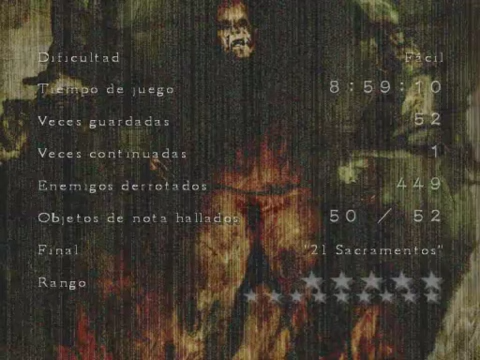 Dificultad Fácil
Tiempo de juego 8:59:10
Veces guardadas 52
Veces continuadas 1
Enemigos derrotados 449
Objetos de nota hallados 50 / 52
Final "21 Sacramentos"
Rango